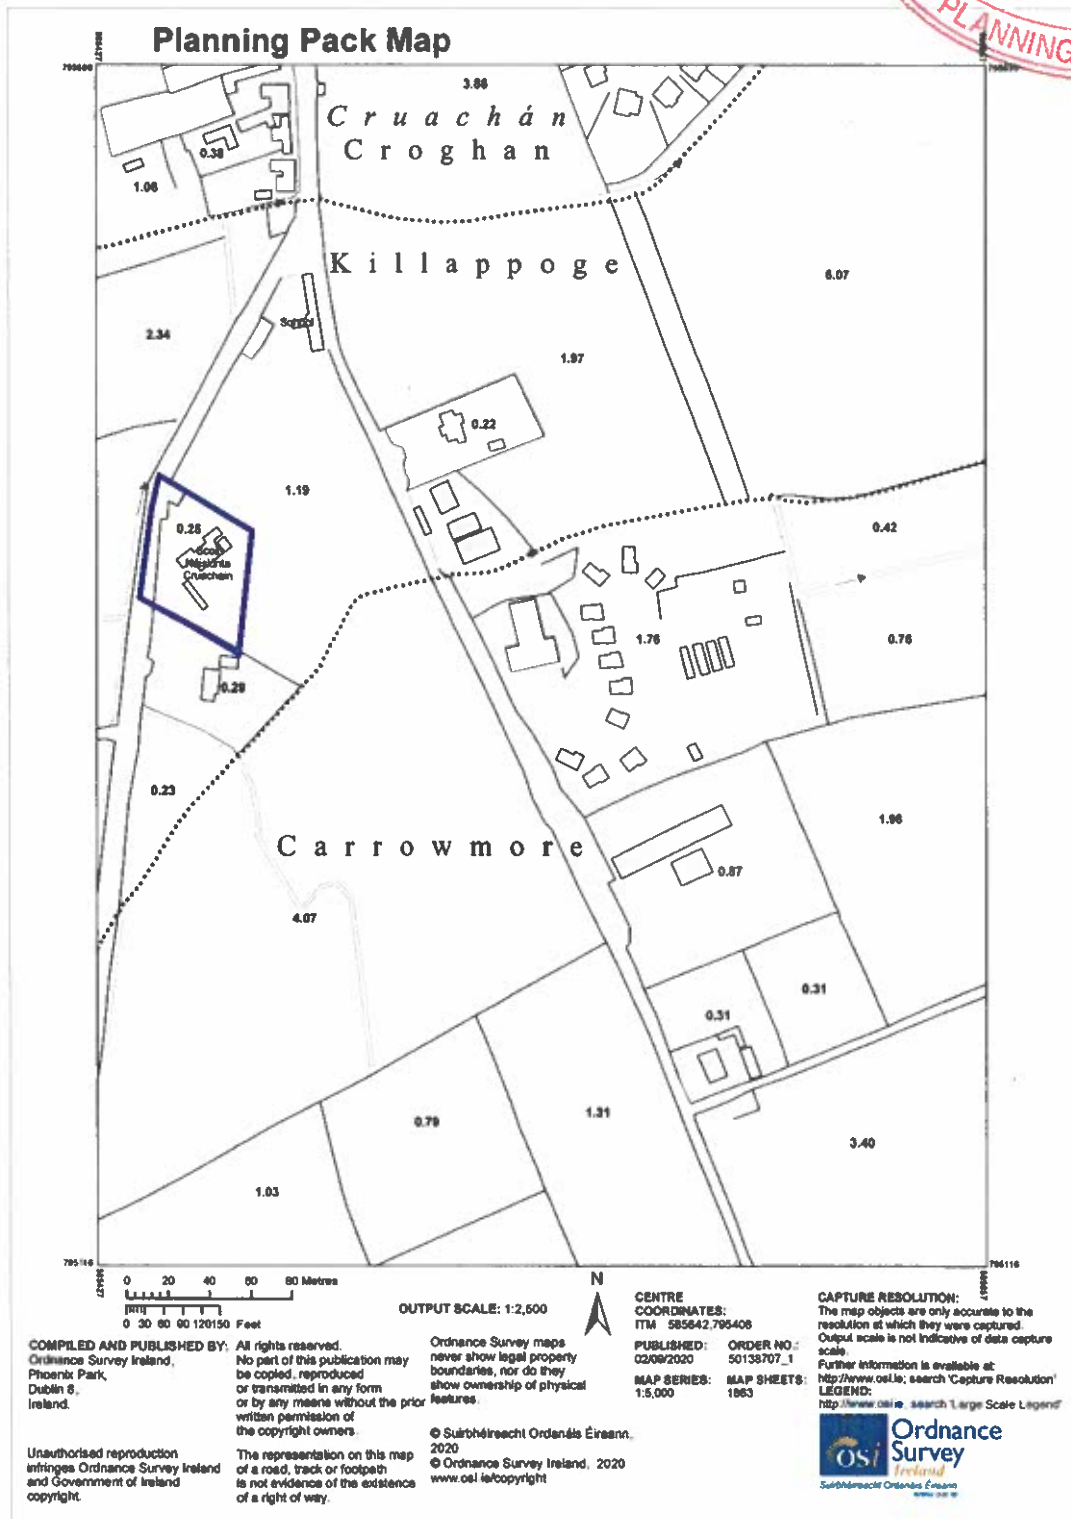 PLANNING
Planning Pack Map
3.86
Cruachán
Croghan
0.38
1.06
Killappoge
6.07
School
2.34
1.97
0.22
1.19
0.25
Scoil
Náisiúnta
Cruachain
0.42
1.76
0.76
0.29
0.23
1.96
Carrowmore
0.87
4.07
0.31
0.31
1.31
0.79
3.40
1.03
795116
795116
0 20 40 60 80 Metres
0 30 60 90 120150 Feet
OUTPUT SCALE: 1:2,500
N
COMPILED AND PUBLISHED BY:
Ordnance Survey Ireland,
Phoenix Park,
Dublin 8,
Ireland.
Unauthorised reproduction
infringes Ordnance Survey Ireland
and Government of Ireland
copyright.
All rights reserved.
No part of this publication may
be copied, reproduced
or transmitted in any form
or by any means without the prior
written permission of
the copyright owners.
The representation on this map
of a road, track or footpath
is not evidence of the existence
of a right of way.
Ordnance Survey maps
never show legal property
boundaries, nor do they
show ownership of physical
features.
© Suirbhéireacht Ordanáis Éireann,
2020
© Ordnance Survey Ireland, 2020
www.osi.ie/copyright
CENTRE
COORDINATES:
ITM 585642,795406
PUBLISHED:
02/09/2020
ORDER NO.:
50138707_1
MAP SERIES:
1:5,000
MAP SHEETS:
1863
CAPTURE RESOLUTION:
The map objects are only accurate to the
resolution at which they were captured.
Output scale is not indicative of data capture
scale.
Further information is available at
http://www.osi.ie; search 'Capture Resolution'
LEGEND:
http://www.osi.ie, search 'Large Scale Legend'
osi
Ordnance
Survey
Ireland
Suirbhéireacht Ordanáis Éireann
www.osi.ie